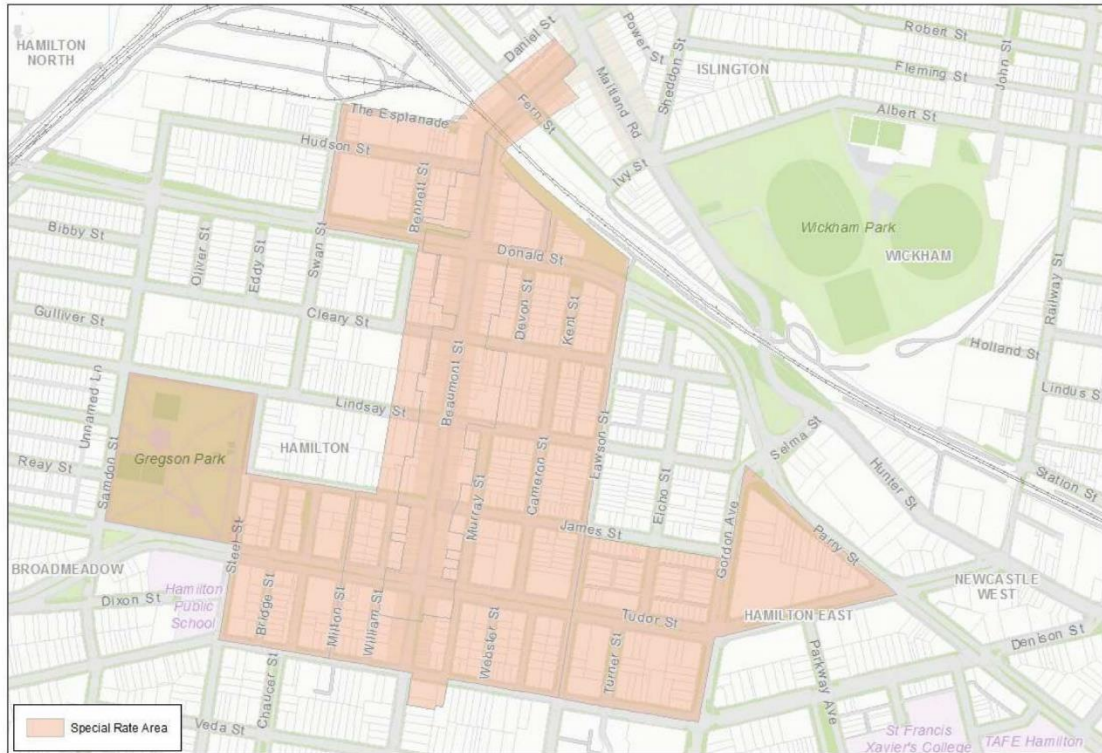 HAMILTON
NORTH
Daniel St
Power St
Sheddon St
ISLINGTON
Robert St
John St
Fleming St
Maitland Rd
Albert St
The Esplanade
Fern St
Hudson St
Ivy St
Bennett St
Wickham Park
WICKHAM
Bibby St
Oliver St
Eddy St
Swan St
Donald St
Railway St
Gulliver St
Cleary St
Devon St
Kent St
Holland St
Unnamed Ln
Beaumont St
Lindus St
Lindsay St
HAMILTON
Selma St
Reay St
Samdon St
Gregson Park
Cameron St
Lawson St
Hunter St
Station St
Murray St
Elcho St
James St
Gordon Ave
Parry St
Steel St
BROADMEADOW
NEWCASTLE
WEST
Hamilton
Public
School
Dixon St
Bridge St
Milton St
William St
Tudor St
HAMILTON EAST
Webster St
Turner St
Denison St
Parkway Ave
Chaucer St
Special Rate Area
Veda St
St Francis
Xavier's College
TAFE Hamilton